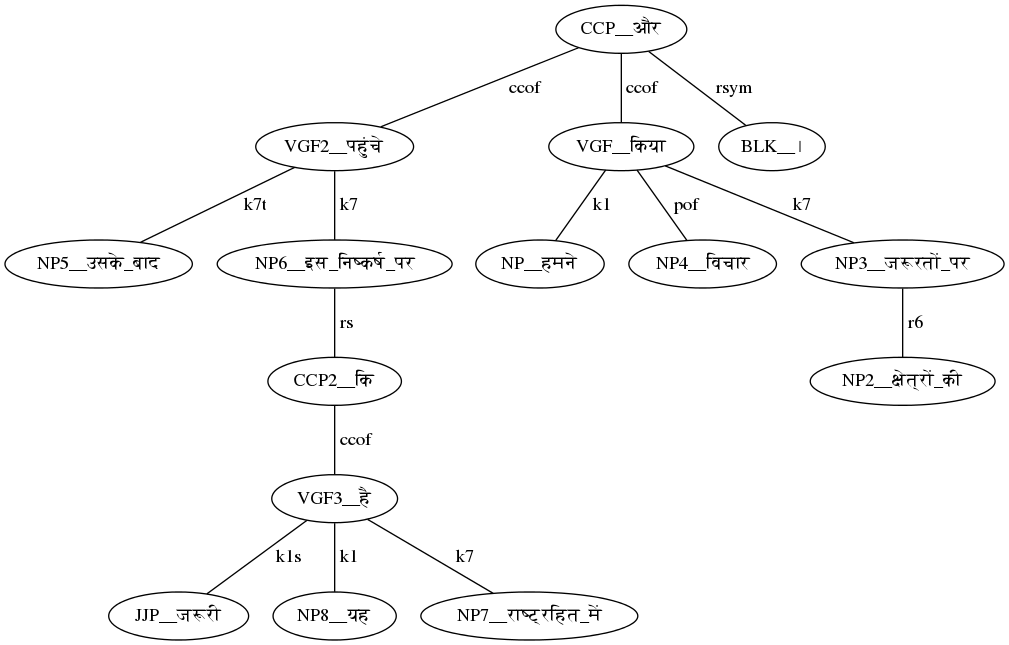 CCP__और
ccof ccof rsym
VGF2__पहुंचे VGF__किया BLK__।
k7t k7 k1 pof k7
NP5__उसके_बाद NP6__इस_निष्कर्ष_पर NP__हमने NP4__विचार NP3__जरूरतों_पर
rs r6
CCP2__कि NP2__क्षेत्रों_की
ccof
VGF3__है
k1s k1 k7
JJP__जरूरी NP8__यह NP7__राष्ट्रहित_में